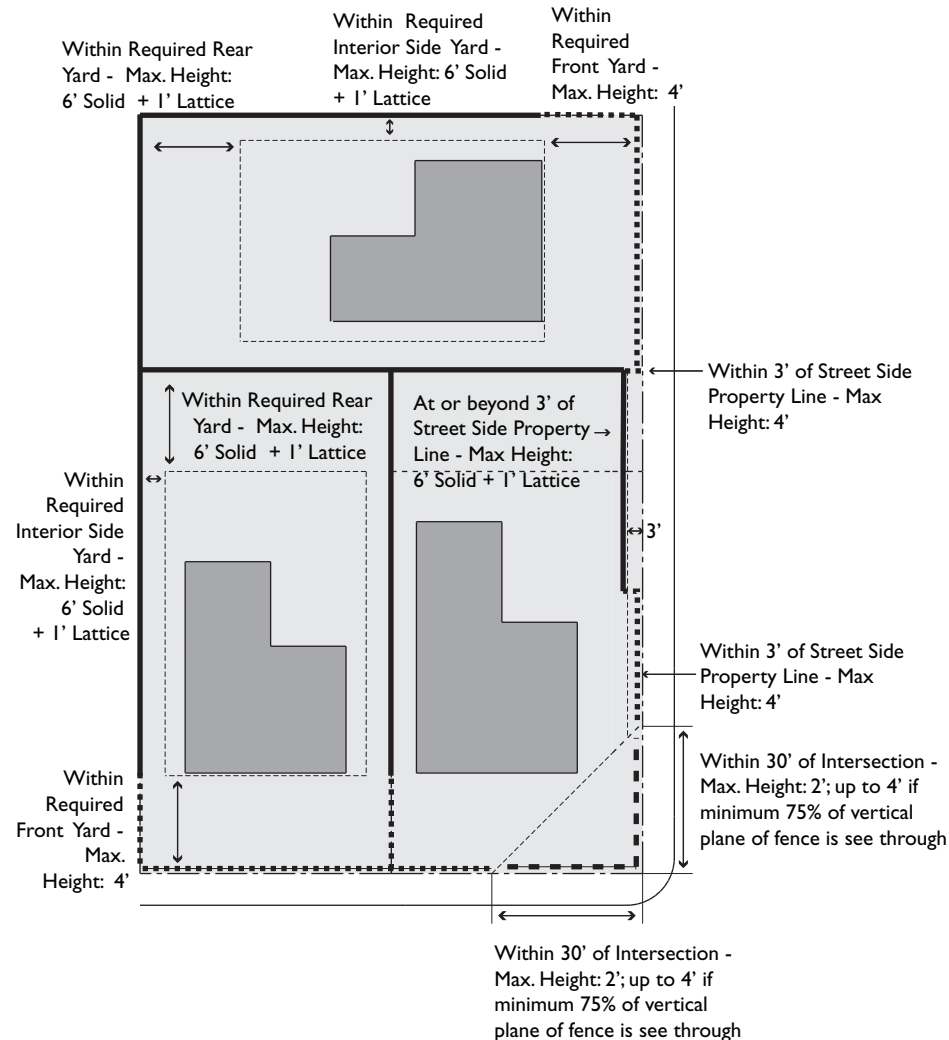 Within Required Rear
Yard - Max. Height:
6’ Solid + 1’ Lattice
Within Required
Interior Side Yard -
Max. Height: 6’ Solid
+ 1’ Lattice
Within
Required
Front Yard -
Max. Height: 4’
Within 3’ of Street Side
Property Line - Max
Height: 4’
Within Required Rear
Yard - Max. Height:
6’ Solid + 1’ Lattice
At or beyond 3’ of
Street Side Property
Line - Max Height:
6’ Solid + 1’ Lattice
Within
Required
Interior Side
Yard -
Max. Height:
6’ Solid
+ 1’ Lattice
3’
Within 3’ of Street Side
Property Line - Max
Height: 4’
Within
Required
Front Yard -
Max.
Height: 4’
Within 30’ of Intersection -
Max. Height: 2’; up to 4’ if
minimum 75% of vertical
plane of fence is see through
Within 30’ of Intersection -
Max. Height: 2’; up to 4’ if
minimum 75% of vertical
plane of fence is see through